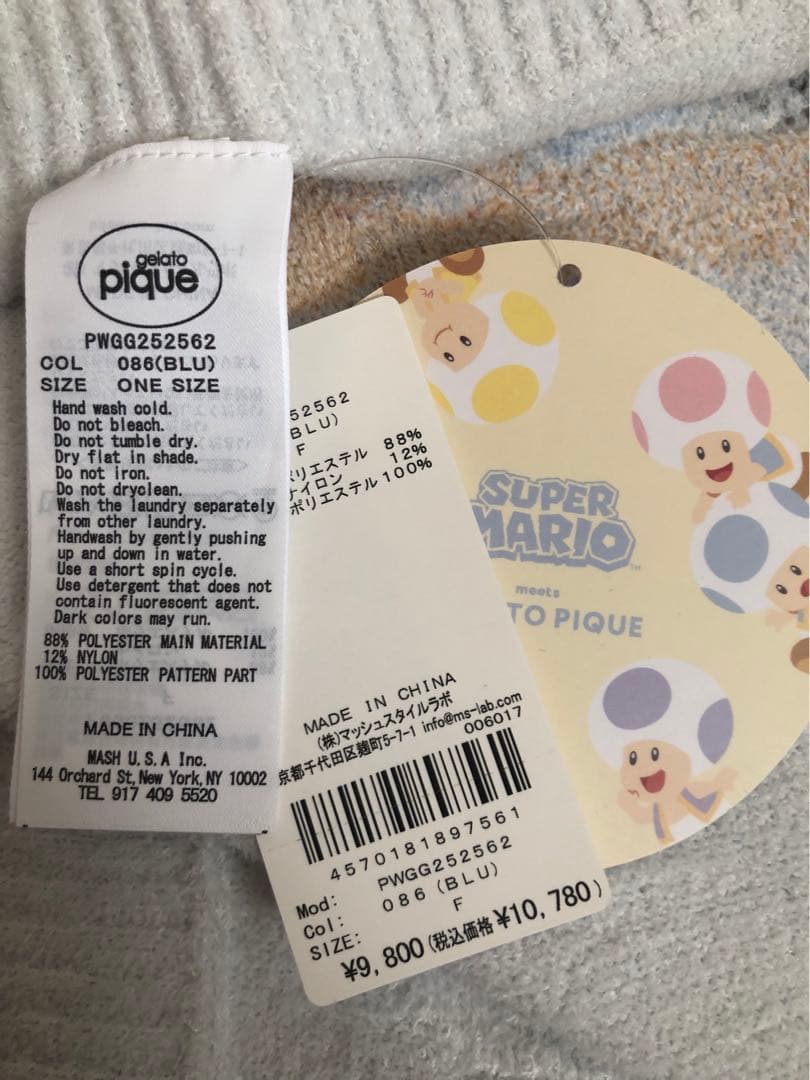 gelato
pique
PWGG252562
COL 086(BLU)
SIZE ONE SIZE
Hand wash cold.
Do not bleach.
Do not tumble dry.
Dry flat in shade.
Do not iron.
Do not dryclean.
Wash the laundry separately
from other laundry.
Handwash by gently pushing
up and down in water.
Use a short spin cycle.
Use detergent that does not
contain fluorescent agent.
Dark colors may run.
88% POLYESTER MAIN MATERIAL
12% NYLON
100% POLYESTER PATTERN PART
MADE IN CHINA
MASH U.S.A Inc.
144 Orchard St, New York, NY 10002
TEL 917 409 5520
52562
BLU)
F
ポリエステル 88%
ナイロン 12%
ポリエステル 100%
MADE IN CHINA
(株)マッシュスタイルラボ
京都千代田区麹町5-7-1 info@ms-lab.com
006017
4570181897561
Mod: PWGG252562
Col: 086(BLU)
SIZE: F
¥9,800(税込価格¥10,780)
SUPER
MARIO
TM
meets
TO PIQUE